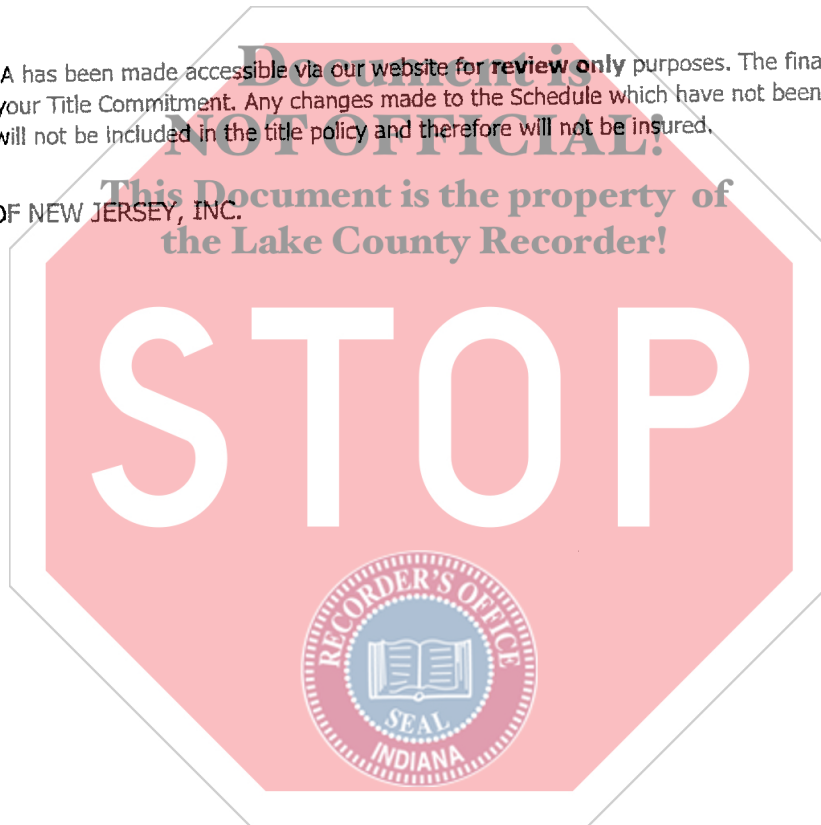 Document is
A has been made accessible via our website for review only purposes. The fina
your Title Commitment. Any changes made to the Schedule which have not been
NOT OFFICIAL!
will not be included in the title policy and therefore will not be insured.
This Document is the property of
OF NEW JERSEY, INC.
the Lake County Recorder!
STOP
RECORDER'S OFFICE
SEAL
INDIANA